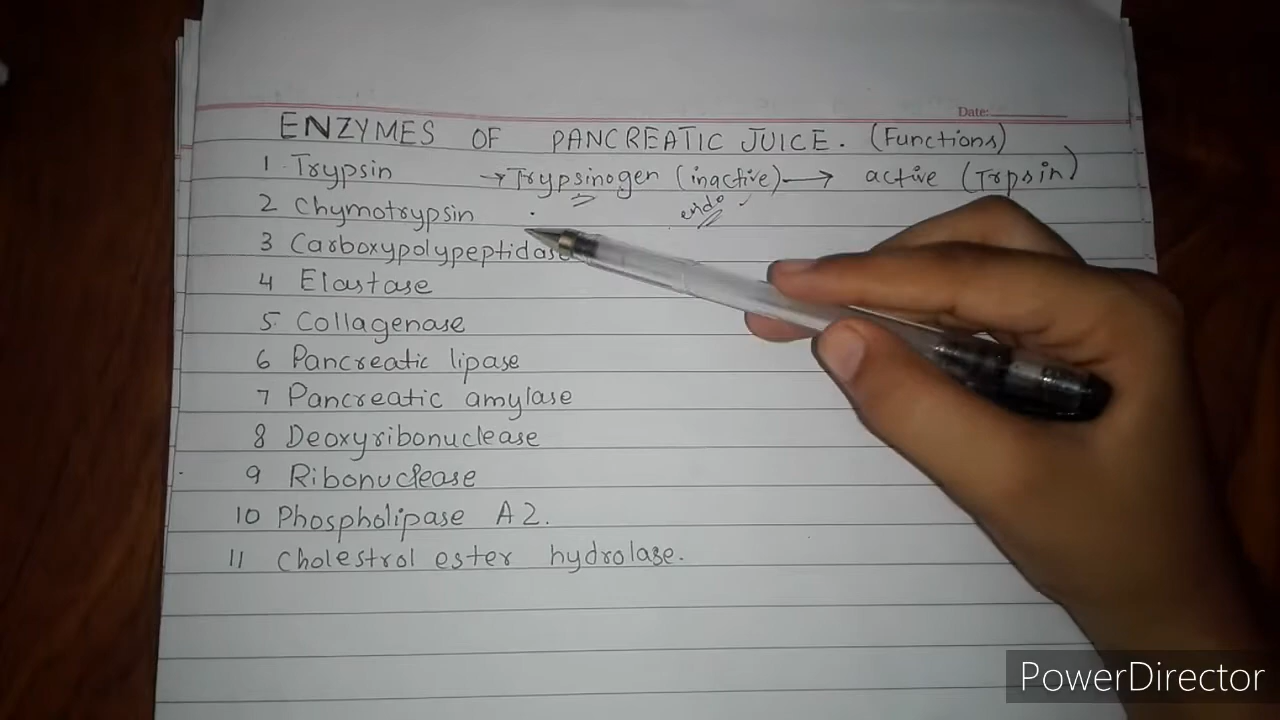 Date:
ENZYMES OF PANCREATIC JUICE. (Functions)
1 Trypsin → Trypsinogen (inactive) → active (Trpsin)
endo
2 Chymotrypsin
3 Carboxypolypeptidase
4 Elastase
5 Collagenase
6 Pancreatic lipase
7 Pancreatic amylase
8 Deoxyribonuclease
9 Ribonuclease
10 Phospholipase A2.
11 Cholestrol ester hydrolase.
PowerDirector